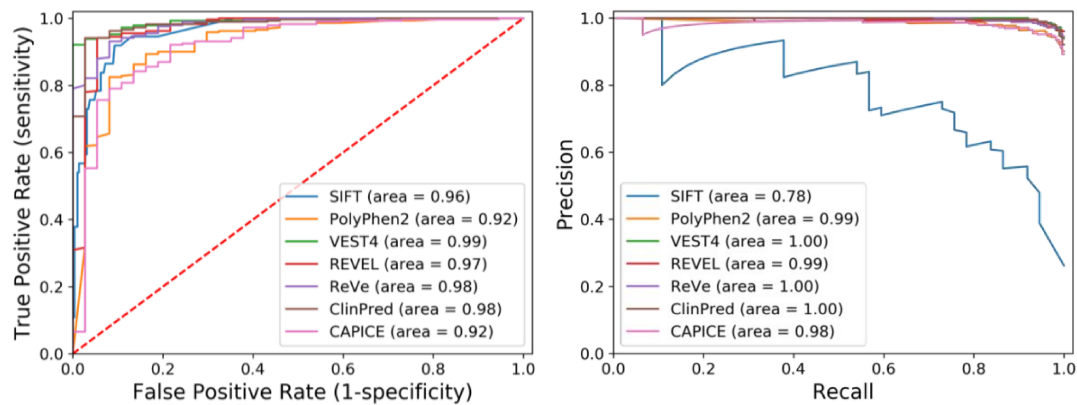 1.0
0.8
0.6
0.4
0.2
0.0
True Positive Rate (sensitivity)
SIFT (area = 0.96)
PolyPhen2 (area = 0.92)
VEST4 (area = 0.99)
REVEL (area = 0.97)
ReVe (area = 0.98)
ClinPred (area = 0.98)
CAPICE (area = 0.92)
0.0 0.2 0.4 0.6 0.8 1.0
False Positive Rate (1-specificity)
1.0
0.8
0.6
0.4
0.2
0.0
Precision
SIFT (area = 0.78)
PolyPhen2 (area = 0.99)
VEST4 (area = 1.00)
REVEL (area = 0.99)
ReVe (area = 1.00)
ClinPred (area = 1.00)
CAPICE (area = 0.98)
0.0 0.2 0.4 0.6 0.8 1.0
Recall